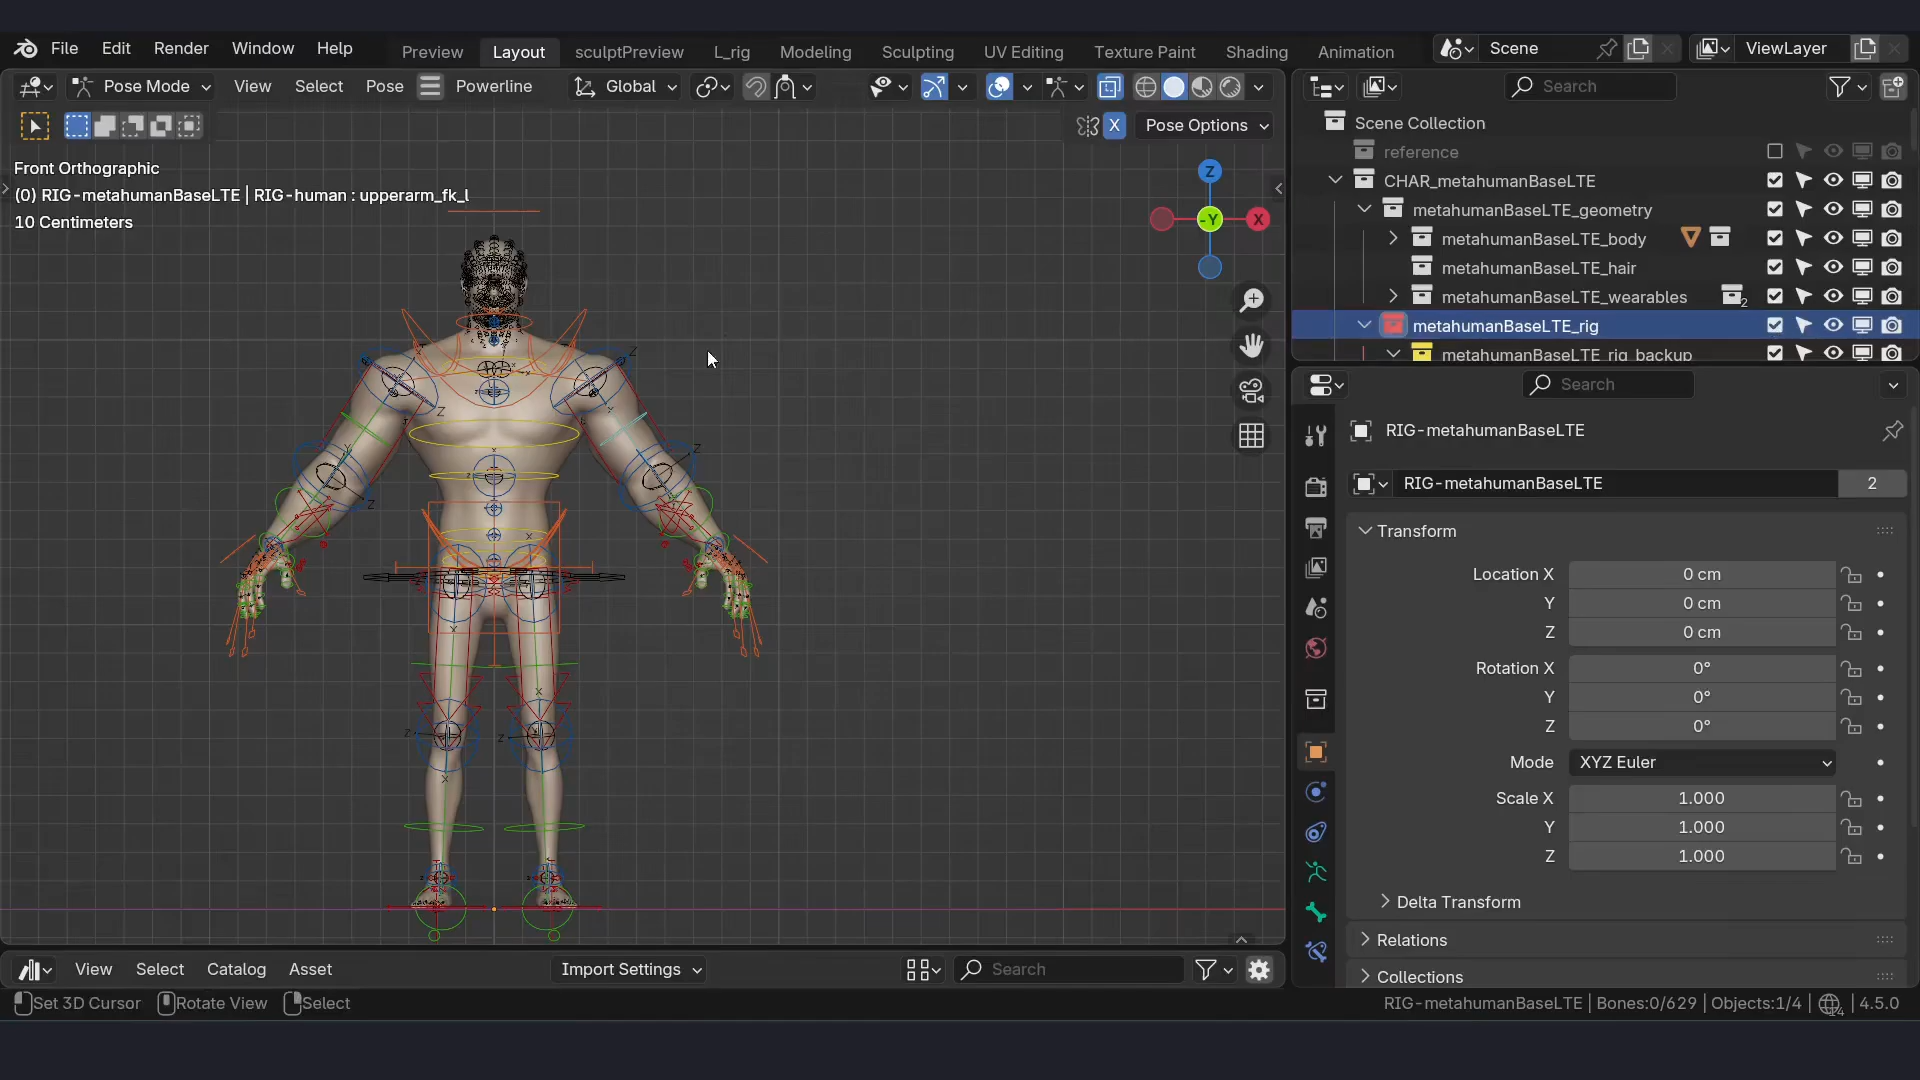 File Edit Render Window Help Preview Layout sculptPreview L_rig Modeling Sculpting UV Editing Texture Paint Shading Animation Scene ViewLayer
Pose Mode View Select Pose Powerline Global Search
X Pose Options
Scene Collection
reference
CHAR_metahumanBaseLTE
metahumanBaseLTE_geometry
metahumanBaseLTE_body
metahumanBaseLTE_hair
metahumanBaseLTE_wearables 2
metahumanBaseLTE_rig
metahumanBaseLTE_rig_backup
Front Orthographic
(0) RIG-metahumanBaseLTE | RIG-human : upperarm_fk_l
10 Centimeters
Z
-Y X
Search
RIG-metahumanBaseLTE
RIG-metahumanBaseLTE 2
Transform
Location X 0 cm
Y 0 cm
Z 0 cm
Rotation X 0°
Y 0°
Z 0°
Mode XYZ Euler
Scale X 1.000
Y 1.000
Z 1.000
Delta Transform
Relations
Collections
View Select Catalog Asset Import Settings Search
Set 3D Cursor Rotate View Select RIG-metahumanBaseLTE | Bones:0/629 | Objects:1/4 | 14 | 4.5.0